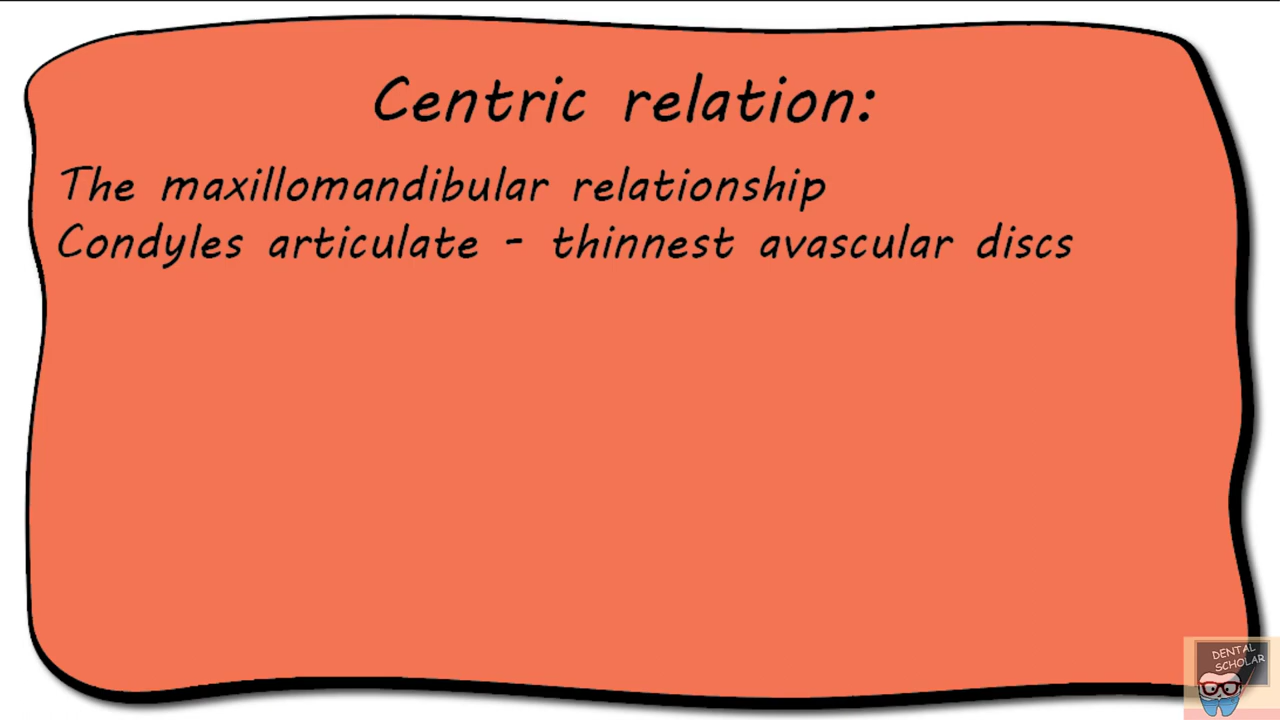 Centric relation:
The maxillomandibular relationship
Condyles articulate - thinnest avascular discs
DENTAL
SCHOLAR